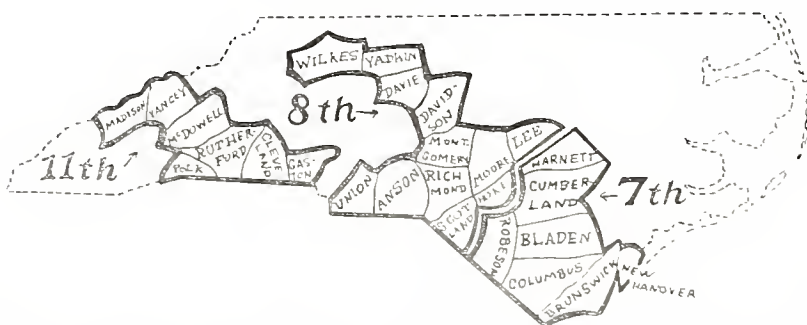 WILKES
YADKIN
DAVIE
8th→
DAVID-
SON
MADISON
YANCEY
McDOWELL
11th↗
POLK
RUTHER-
FORD
CLEVE
LAND
GAS-
TON
UNION
ANSON
MONT.
GOMERY
RICH
MOND
MOORE
LEE
HOKE
SCOT
LAND
HARNETT
CUMBER
LAND
←7th
ROBESON
BLADEN
COLUMBUS
BRUNSWICK
NEW
HANOVER